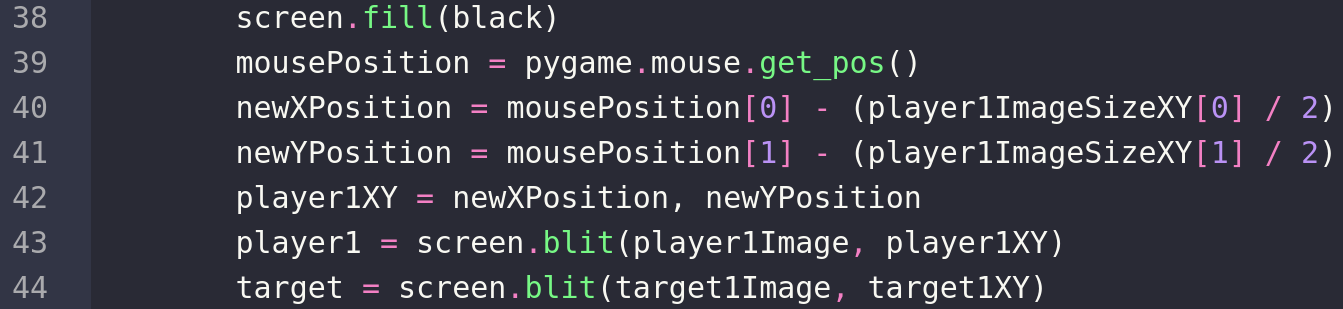 38 screen.fill(black)
39 mousePosition = pygame.mouse.get_pos()
40 newXPosition = mousePosition[0] - (player1ImageSizeXY[0] / 2)
41 newYPosition = mousePosition[1] - (player1ImageSizeXY[1] / 2)
42 player1XY = newXPosition, newYPosition
43 player1 = screen.blit(player1Image, player1XY)
44 target = screen.blit(target1Image, target1XY)